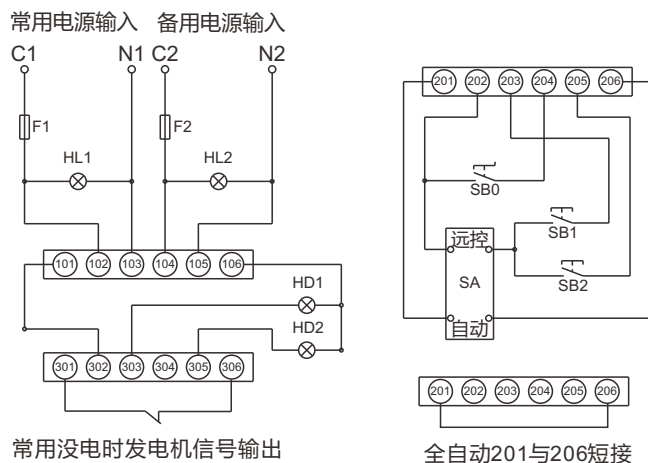 常用电源输入 备用电源输入
C1 N1 C2 N2
F1 F2
HL1 HL2
101 102 103 104 105 106
HD1
HD2
301 302 303 304 305 306
常用没电时发电机信号输出
201 202 203 204 205 206
SB0
SB1
远控
SA
SB2
自动
201 202 203 204 205 206
全自动201与206短接